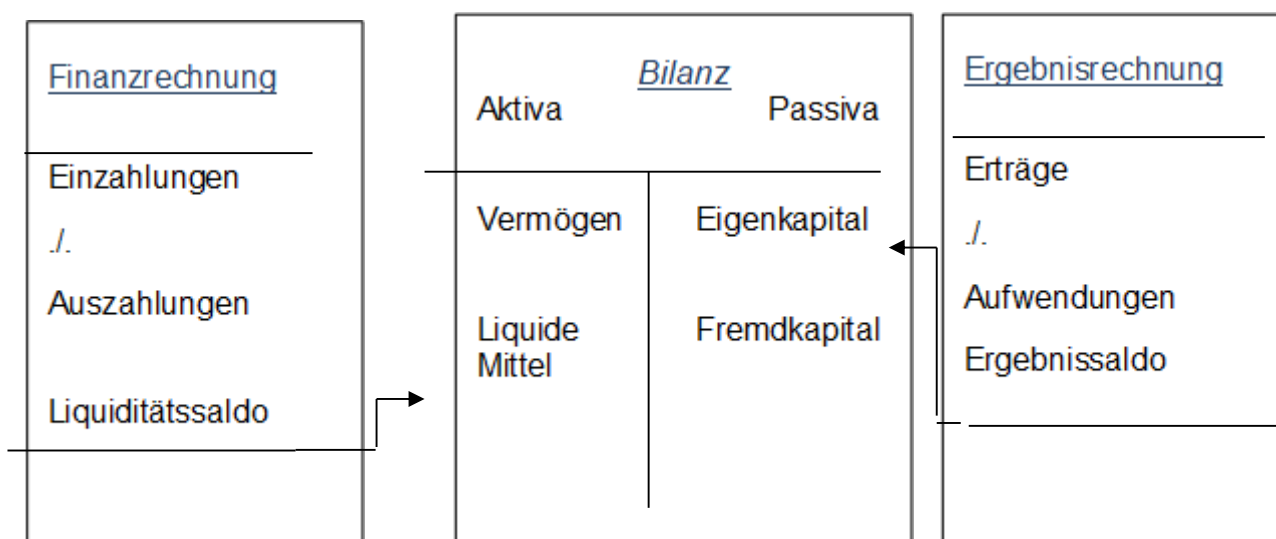 Finanzrechnung
Einzahlungen
./.
Auszahlungen
Liquiditätssaldo
Bilanz
Aktiva Passiva
Vermögen Eigenkapital
Liquide Fremdkapital
Mittel
Ergebnisrechnung
Erträge
./.
Aufwendungen
Ergebnissaldo